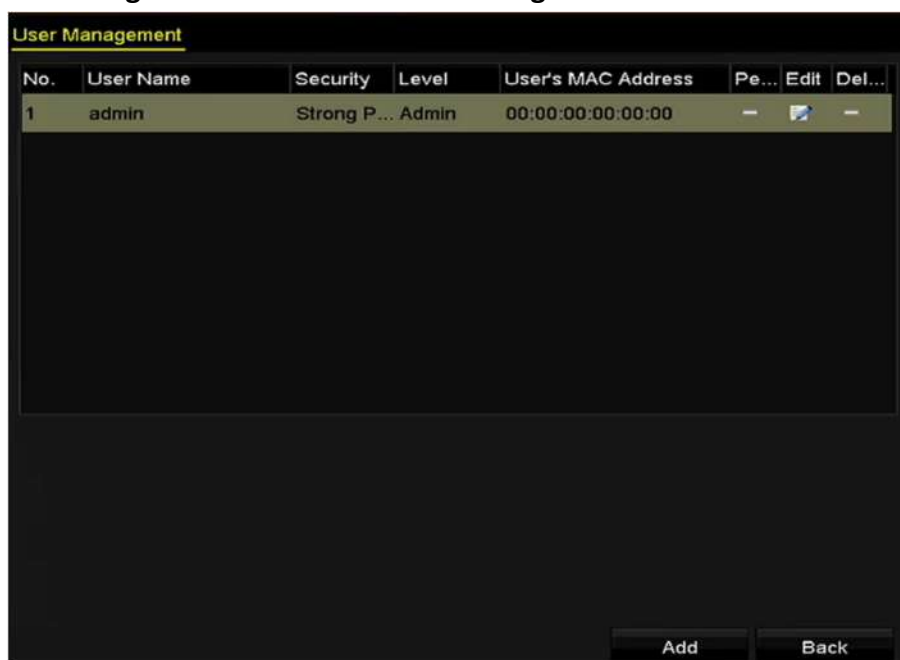 User Management
No. User Name Security Level User's MAC Address Pe... Edit Del...
1 admin Strong P... Admin 00:00:00:00:00:00 — —
Add Back